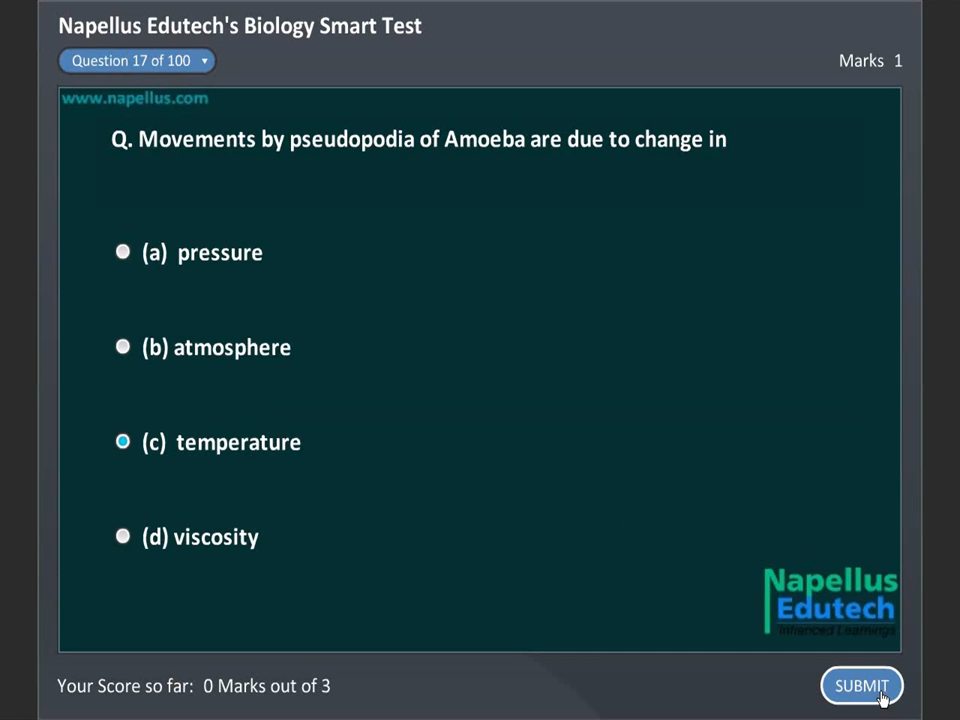 Napellus Edutech's Biology Smart Test
Question 17 of 100
Marks 1
www.napellus.com
Q. Movements by pseudopodia of Amoeba are due to change in
(a) pressure
(b) atmosphere
(c) temperature
(d) viscosity
Napellus
Edutech
Enhanced Learnings
Your Score so far: 0 Marks out of 3
SUBMIT